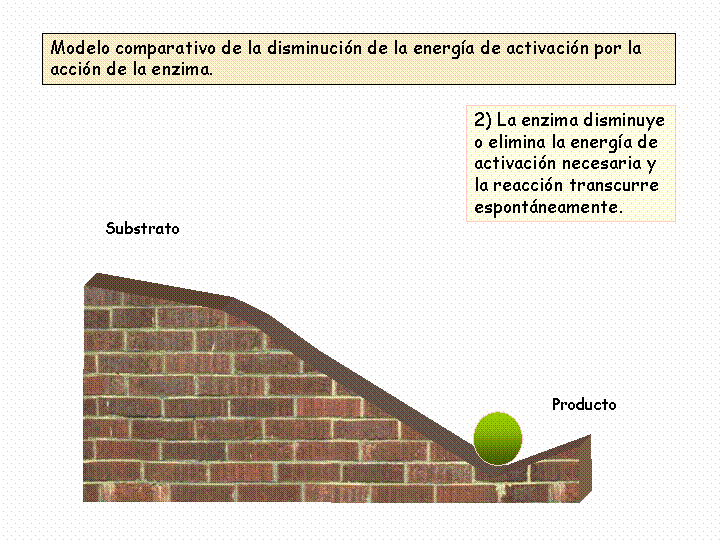 Modelo comparativo de la disminución de la energía de activación por la
acción de la enzima.
2) La enzima disminuye
o elimina la energía de
activación necesaria y
la reacción transcurre
espontáneamente.
Substrato
Producto